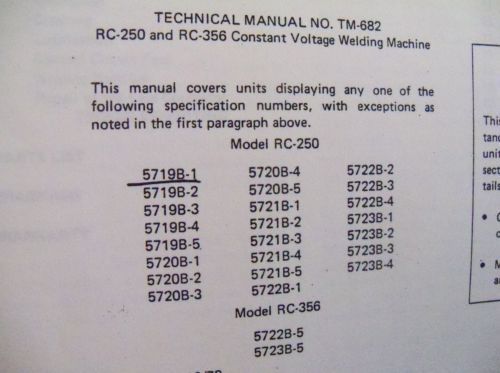 TECHNICAL MANUAL NO. TM-682
RC-250 and RC-356 Constant Voltage Welding Machine
This manual covers units displaying any one of the
following specification numbers, with exceptions as
noted in the first paragraph above.
Model RC-250
5719B-1 5720B-4 5722B-2
5719B-2 5720B-5 5722B-3
5719B-3 5721B-1 5722B-4
5719B-4 5721B-2 5723B-1
5719B-5 5721B-3 5723B-2
5720B-1 5721B-4 5723B-3
5720B-2 5721B-5 5723B-4
5720B-3 5722B-1
Model RC-356
5722B-5
5723B-5